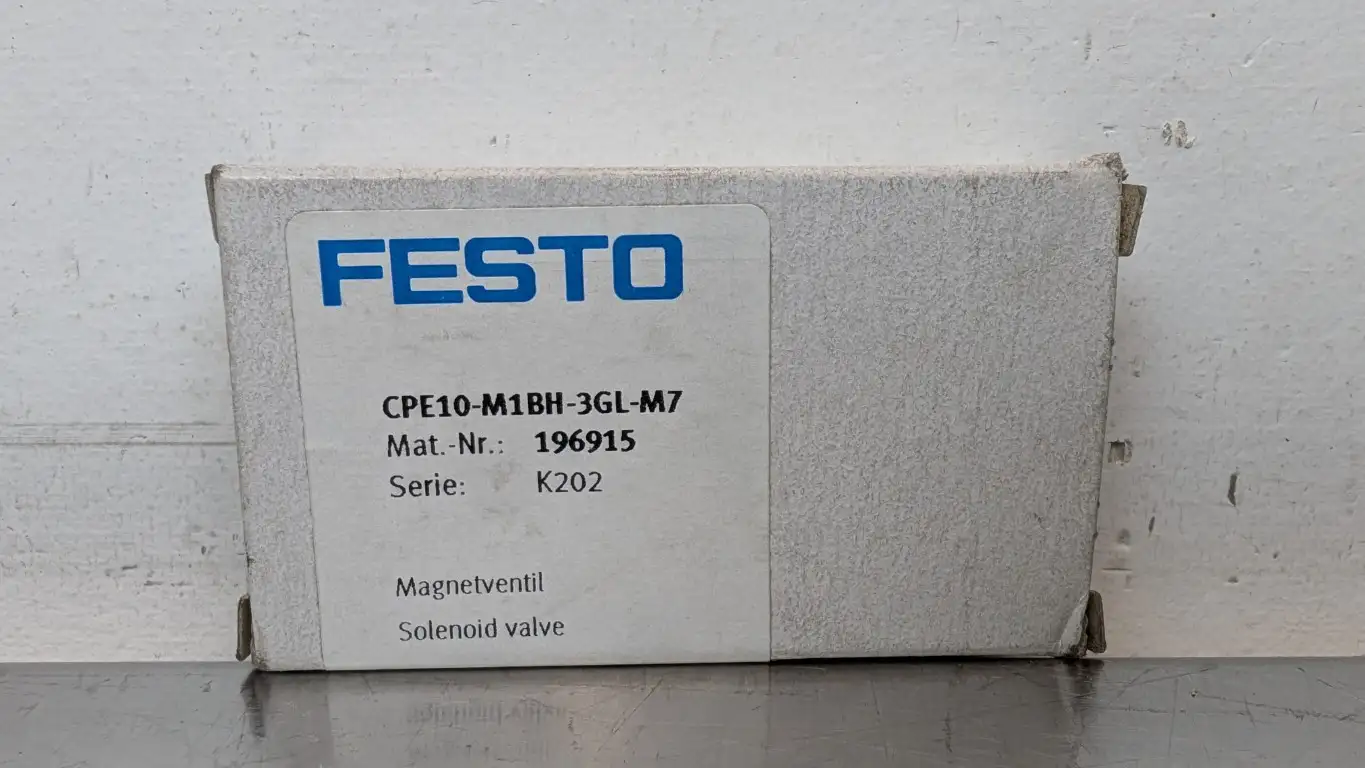 FESTO
CPE10-M1BH-3GL-M7
Mat.-Nr.: 196915
Serie: K202
Magnetventil
Solenoid valve